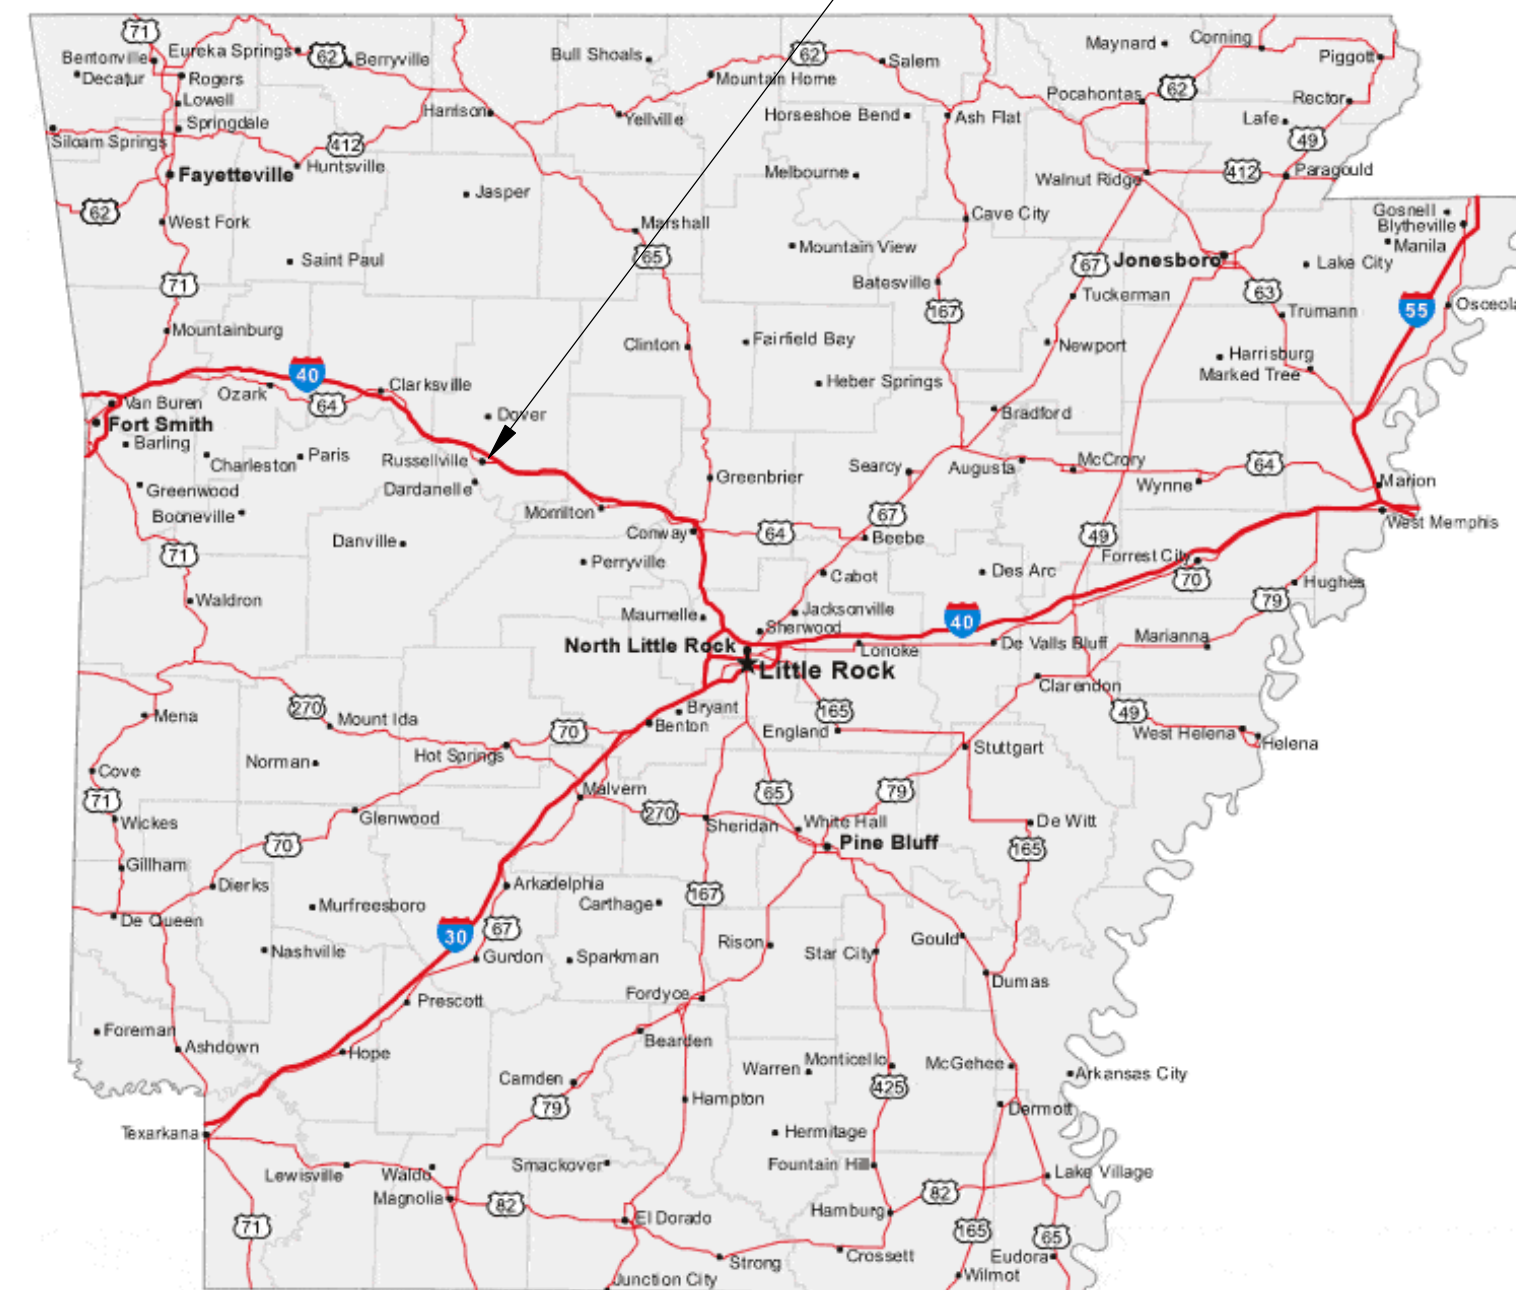 71
Bentonville
Eureka Springs
62
Berryville
Bull Shoals
62
Salem
Maynard
Corning
Piggott
Decatur
Rogers
Mountain Home
Lowell
Harrison
Yellville
Horseshoe Bend
Ash Flat
Pocahontas
62
Rector
Springdale
Lafe
Siloam Springs
412
49
Huntsville
Fayetteville
Melbourne
Walnut Ridge
412
Paragould
Jasper
62
West Fork
Marshall
Cave City
Gosnell
Blytheville
Saint Paul
65
Mountain View
Manila
67
Jonesboro
Lake City
71
Batesville
Tuckerman
63
Osceola
167
Trumann
55
Mountainburg
Clinton
Fairfield Bay
Newport
Harrisburg
40
Clarksville
Heber Springs
Marked Tree
Ozark
64
Van Buren
Dover
Bradford
Fort Smith
Barling
Charleston
Paris
Russellville
Searcy
Augusta
McCrory
64
Greenwood
Dardanelle
Greenbrier
Wynne
Marion
Booneville
Morrilton
67
West Memphis
Danville
Conway
64
Beebe
49
71
Perryville
Cabot
Des Arc
Forrest City
70
Hughes
Waldron
Maumelle
Jacksonville
40
79
Sherwood
North Little Rock
Lonoke
De Valls Bluff
Marianna
Little Rock
Clarendon
270
Mena
Mount Ida
70
Bryant
Benton
165
England
49
West Helena
Helena
Hot Springs
Stuttgart
Norman
Cove
Malvern
65
79
71
Wickes
Glenwood
270
Sheridan
White Hall
De Witt
70
Pine Bluff
165
Gillham
Dierks
Arkadelphia
167
Murfreesboro
Carthage
De Queen
30
67
Rison
Star City
Gould
Nashville
Gurdon
Sparkman
Dumas
Prescott
Fordyce
Foreman
Ashdown
Hope
Bearden
Warren
Monticello
McGehee
Arkansas City
Camden
425
79
Hampton
Dermott
Texarkana
Hermitage
Lewisville
Waldo
Smackover
Fountain Hill
Lake Village
Magnolia
82
82
El Dorado
Hamburg
71
165
65
Strong
Crossett
Eudora
Junction City
Wilmot